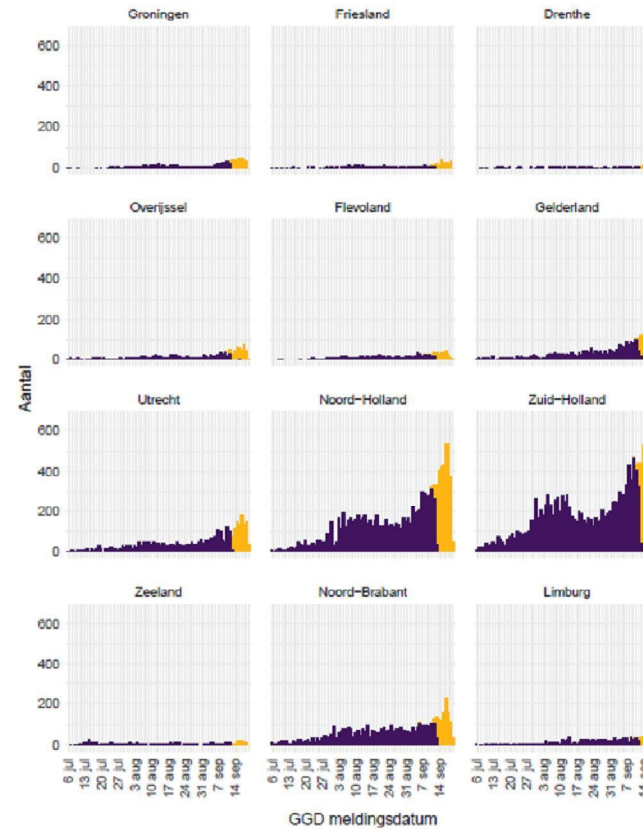 Groningen Friesland Drenthe
600
400
200
0
Overijssel Flevoland Gelderland
600
400
200
0
Aantal
Utrecht Noord-Holland Zuid-Holland
600
400
200
0
Zeeland Noord-Brabant Limburg
600
400
200
0
6 jul 13 jul 20 jul 27 jul 3 aug 10 aug 17 aug 24 aug 31 aug 7 sep 14 sep 6 jul 13 jul 20 jul 27 jul 3 aug 10 aug 17 aug 24 aug 31 aug 7 sep 14 sep 6 jul 13 jul 20 jul 27 jul 3 aug 10 aug 17 aug 24 aug 31 aug 7 sep 14 sep
GGD meldingsdatum